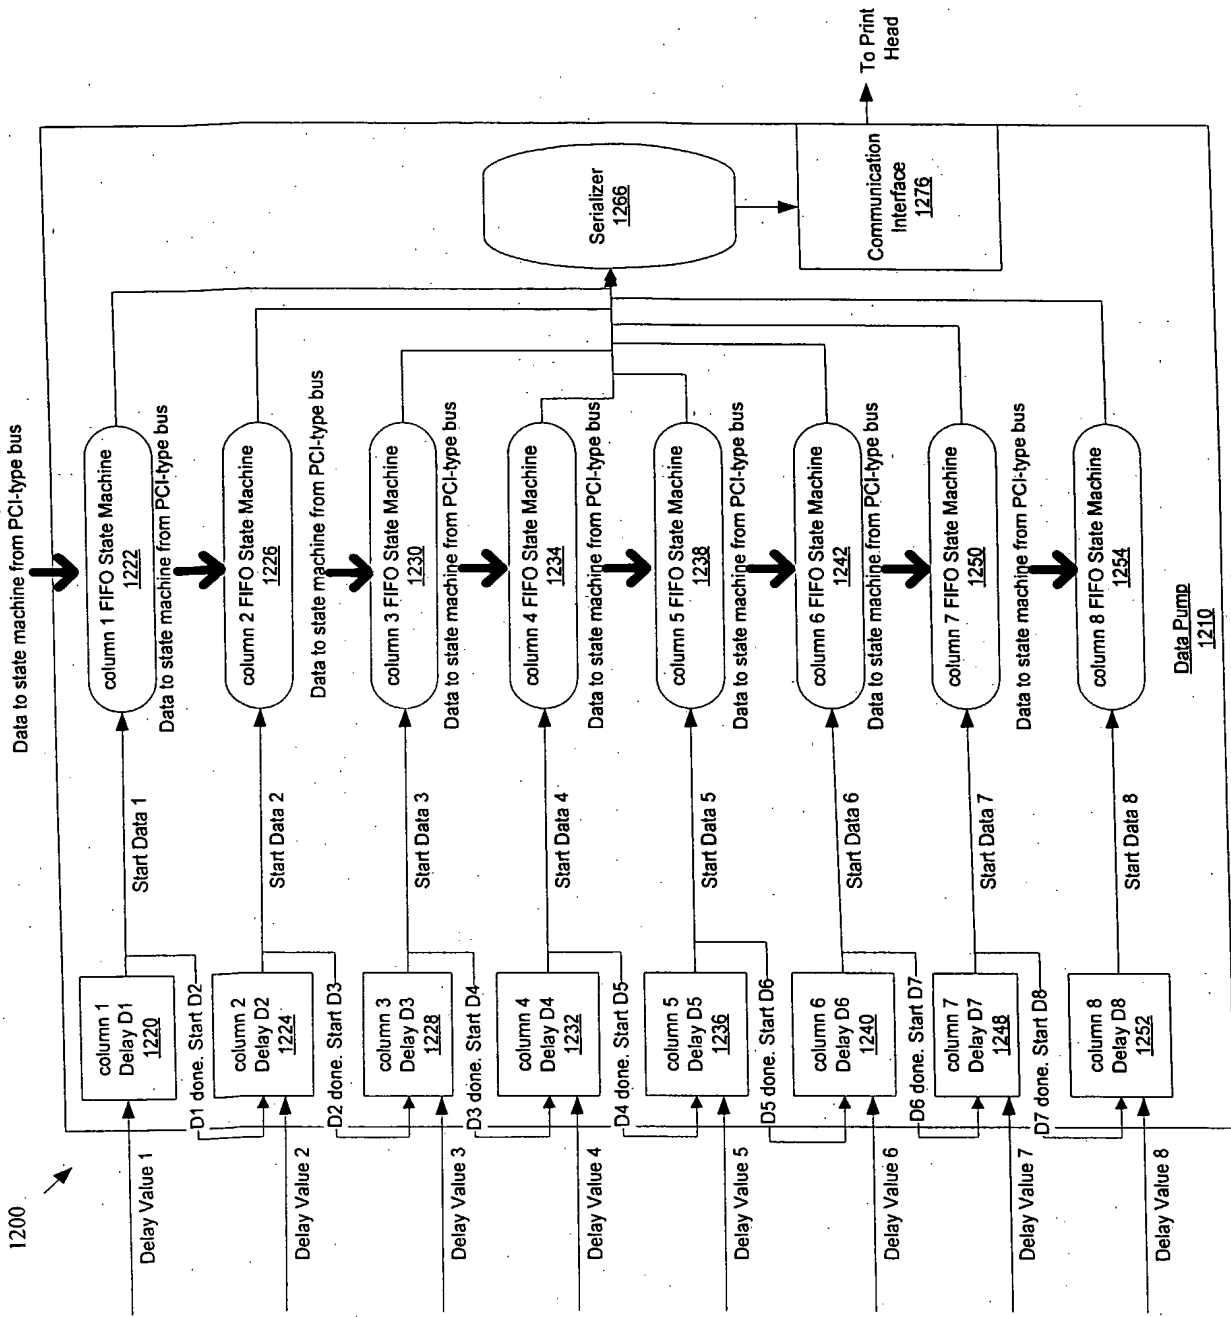 1200
Delay Value 1
Delay Value 2
Delay Value 3
Delay Value 4
Delay Value 5
Delay Value 6
Delay Value 7
Delay Value 8
column 1
Delay D1
1220
D1 done. Start D2
column 2
Delay D2
1224
D2 done. Start D3
column 3
Delay D3
1228
D3 done. Start D4
column 4
Delay D4
1232
D4 done. Start D5
column 5
Delay D5
1236
D5 done. Start D6
column 6
Delay D6
1240
D6 done. Start D7
column 7
Delay D7
1248
D7 done. Start D8
column 8
Delay D8
1252
Start Data 1
Start Data 2
Start Data 3
Start Data 4
Start Data 5
Start Data 6
Start Data 7
Start Data 8
Data to state machine from PCI-type bus
column 1 FIFO State Machine
1222
Data to state machine from PCI-type bus
column 2 FIFO State Machine
1226
Data to state machine from PCI-type bus
column 3 FIFO State Machine
1230
Data to state machine from PCI-type bus
column 4 FIFO State Machine
1234
Data to state machine from PCI-type bus
column 5 FIFO State Machine
1238
Data to state machine from PCI-type bus
column 6 FIFO State Machine
1242
Data to state machine from PCI-type bus
column 7 FIFO State Machine
1250
Data to state machine from PCI-type bus
column 8 FIFO State Machine
1254
Data Pump
1210
Serializer
1266
Communication
Interface
1276
To Print
Head